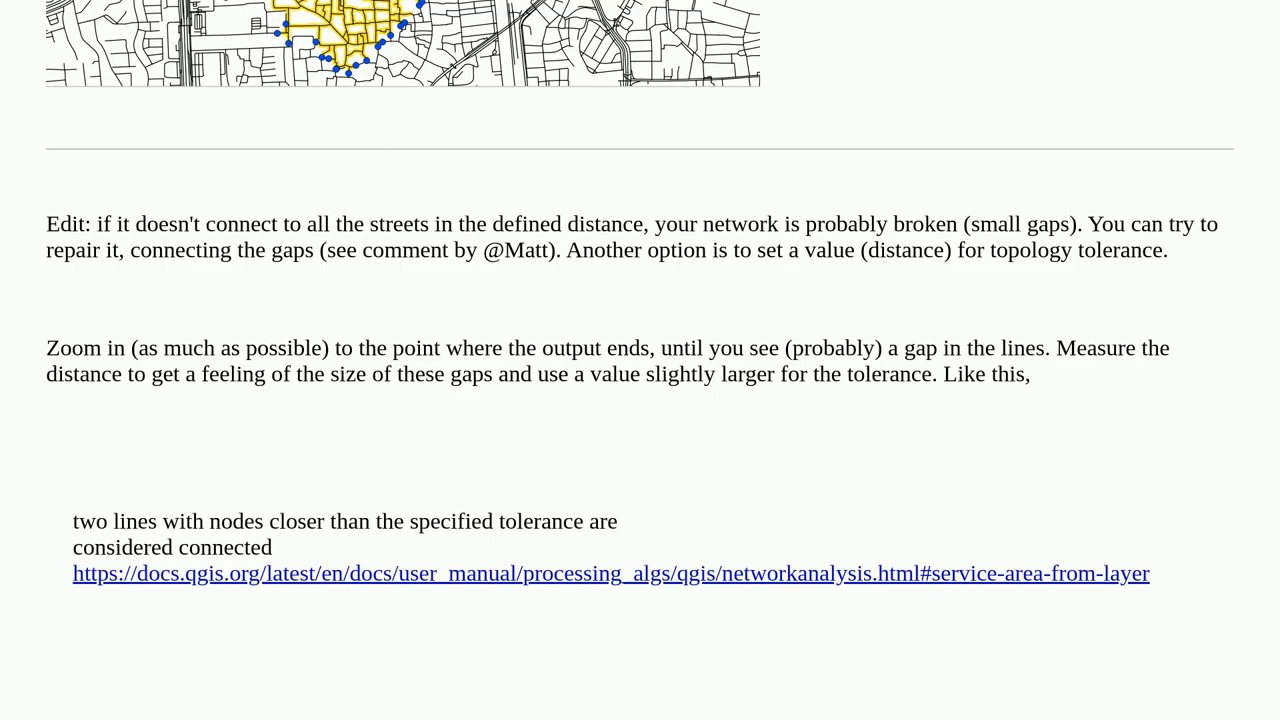 Edit: if it doesn't connect to all the streets in the defined distance, your network is probably broken (small gaps). You can try to
repair it, connecting the gaps (see comment by @Matt). Another option is to set a value (distance) for topology tolerance.
Zoom in (as much as possible) to the point where the output ends, until you see (probably) a gap in the lines. Measure the
distance to get a feeling of the size of these gaps and use a value slightly larger for the tolerance. Like this,
two lines with nodes closer than the specified tolerance are
considered connected
https://docs.qgis.org/latest/en/docs/user_manual/processing_algs/qgis/networkanalysis.html#service-area-from-layer